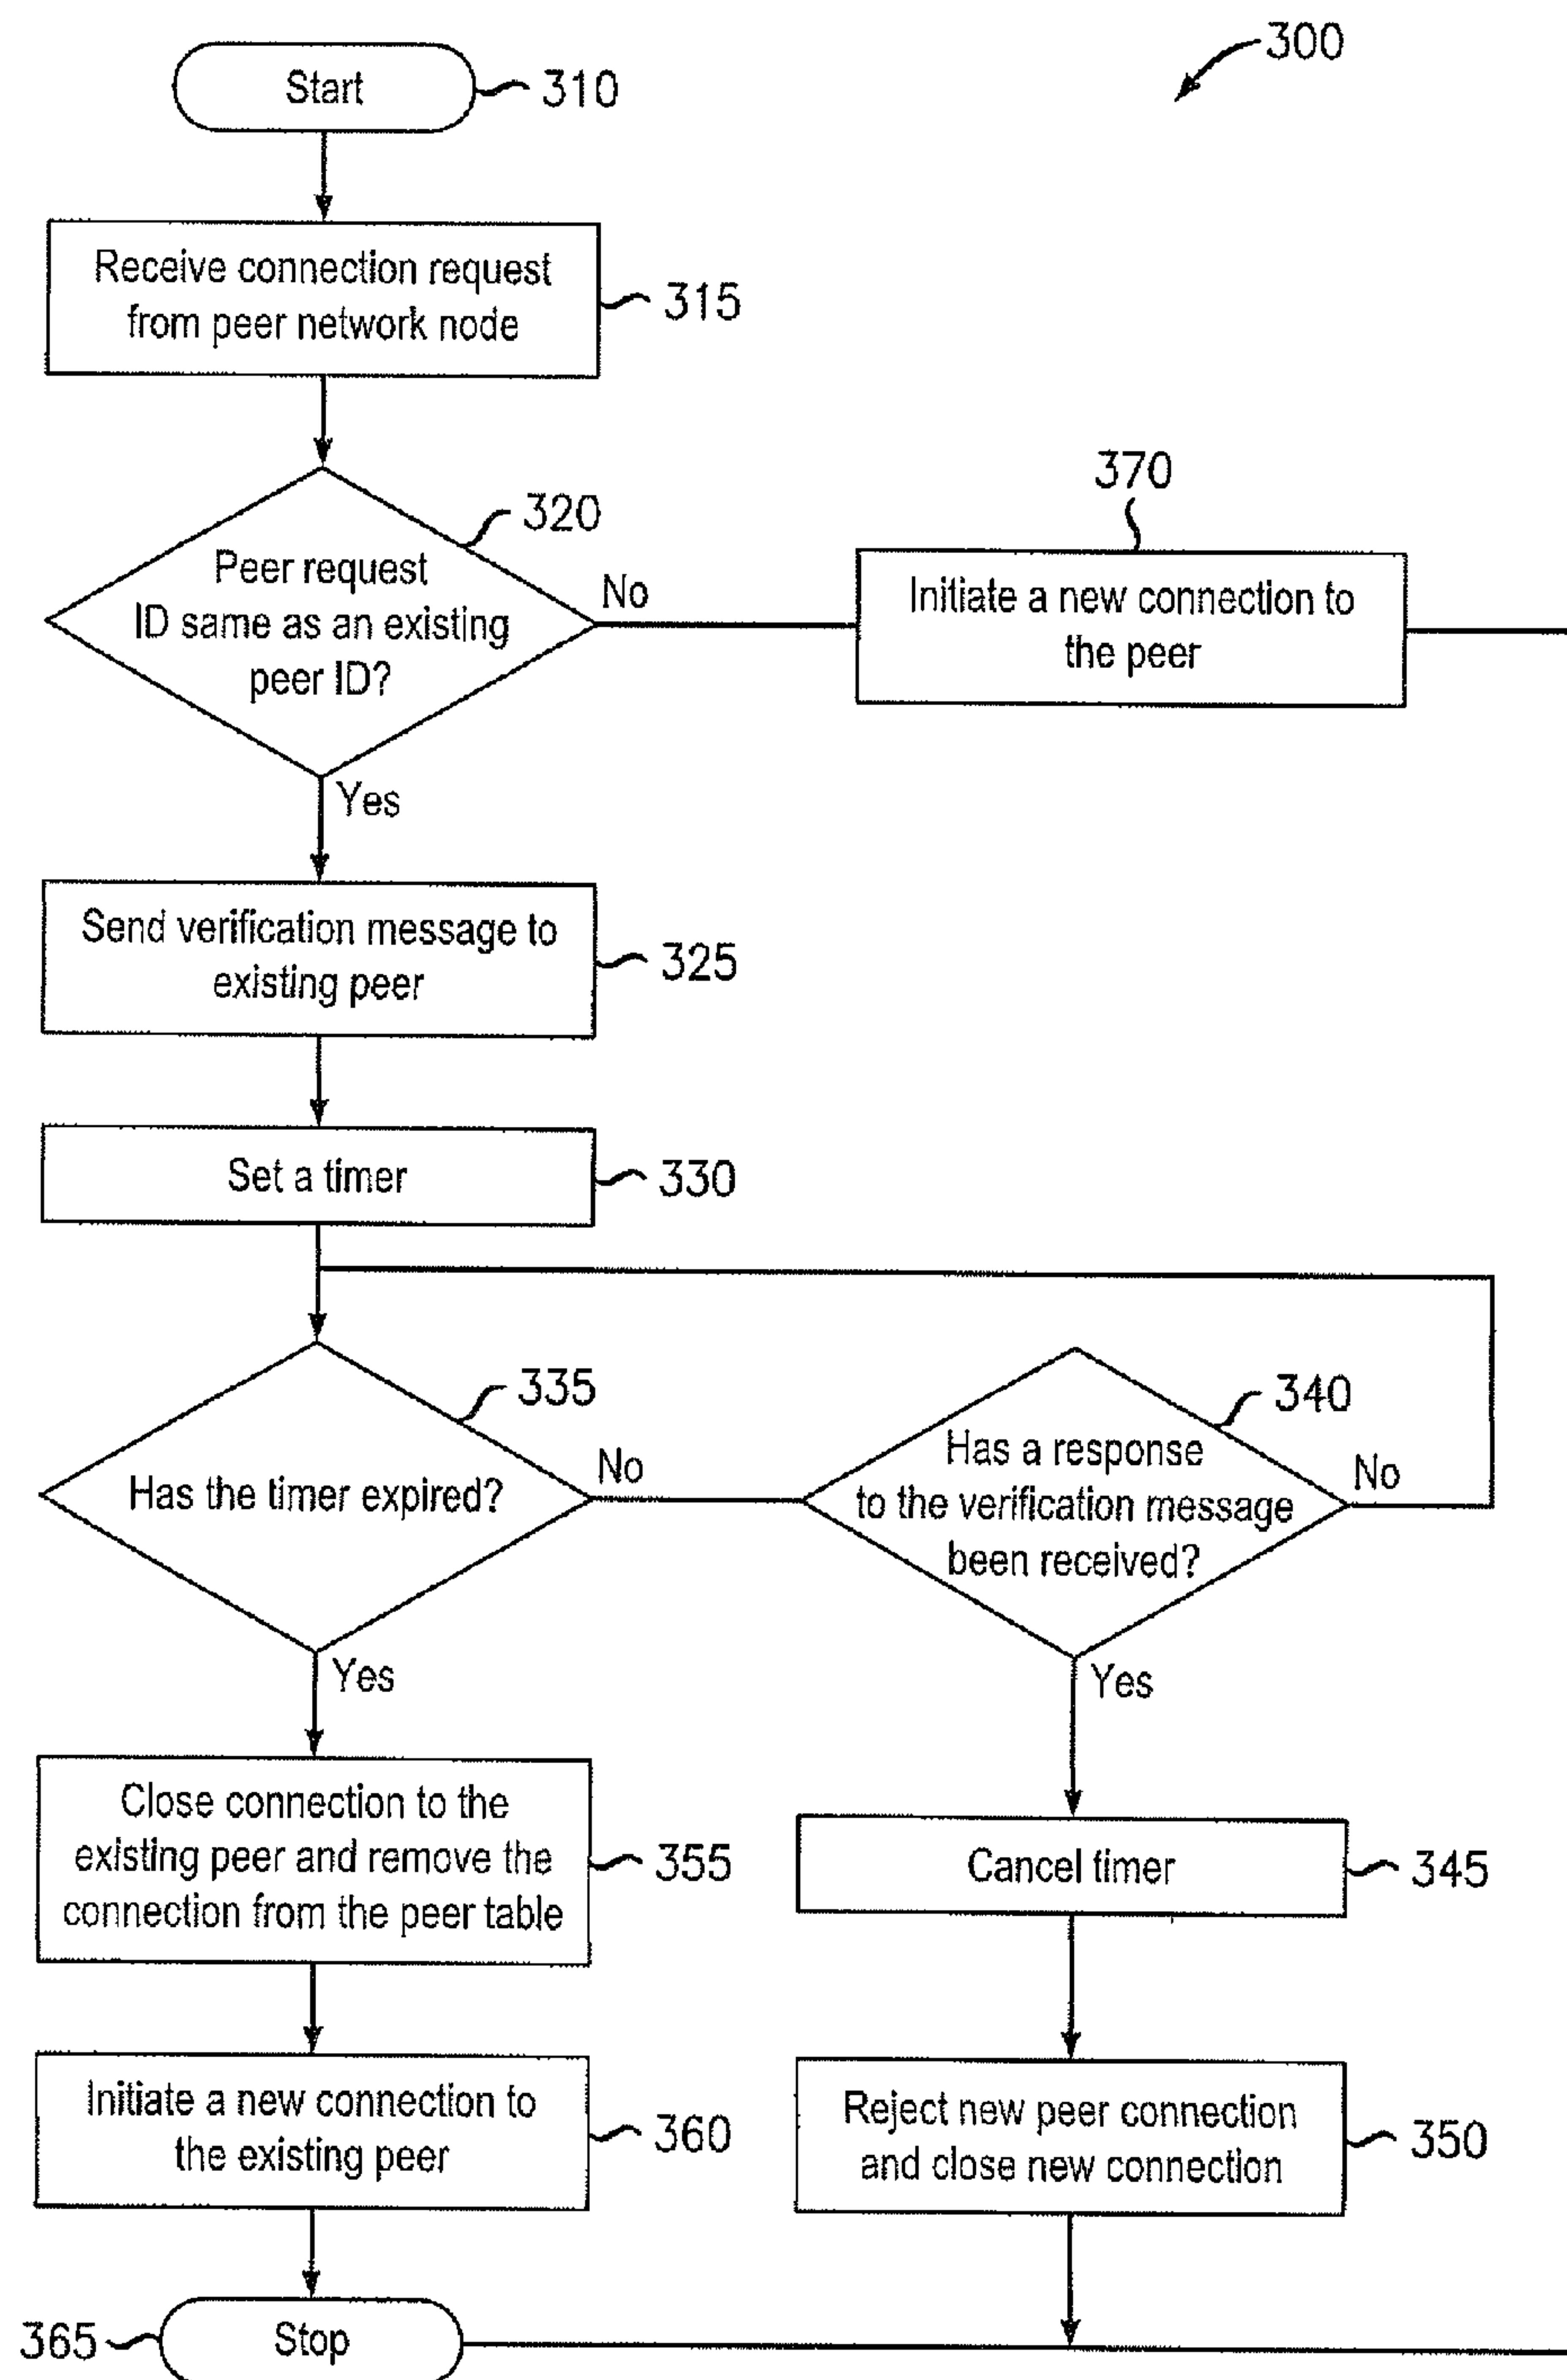 300
Start
310
Receive connection request
from peer network node
315
320
Peer request
ID same as an existing
peer ID?
No
Yes
370
Initiate a new connection to
the peer
Send verification message to
existing peer
325
Set a timer
330
335
Has the timer expired?
No
Yes
340
Has a response
to the verification message
been received?
No
Yes
Close connection to the
existing peer and remove the
connection from the peer table
355
Cancel timer
345
Initiate a new connection to
the existing peer
360
Reject new peer connection
and close new connection
350
365
Stop